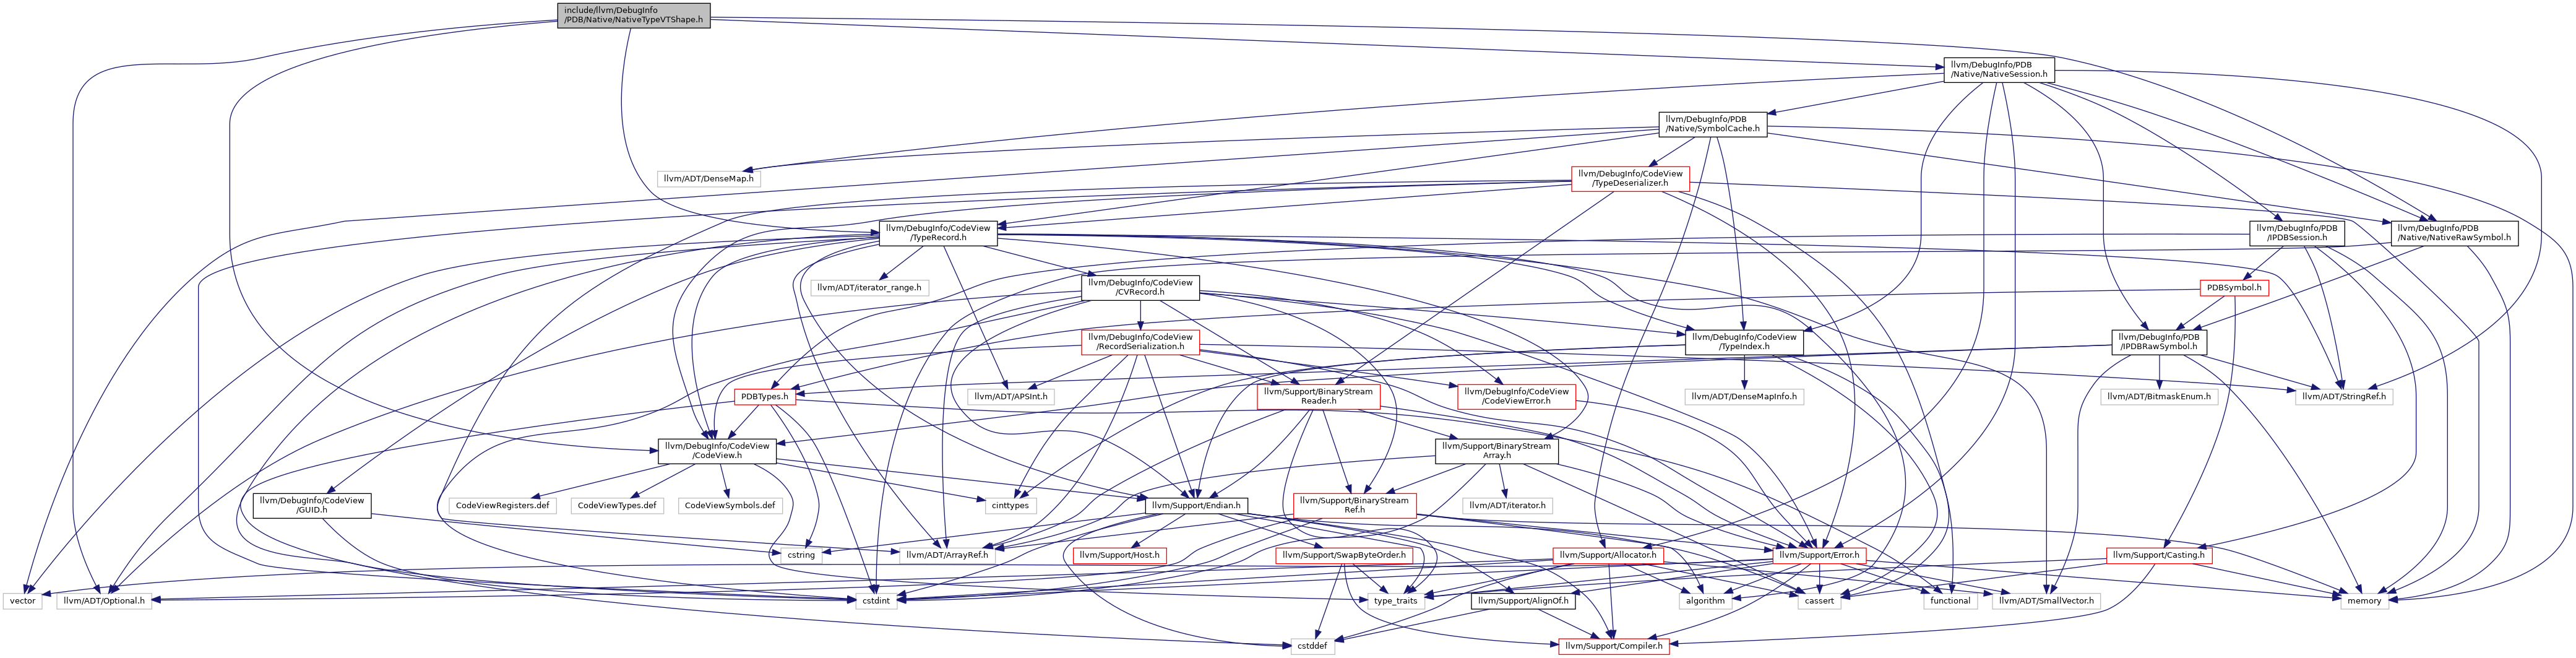 include/llvm/DebugInfo
/PDB/Native/NativeTypeVTShape.h
llvm/DebugInfo/PDB
/Native/NativeSession.h
llvm/DebugInfo/PDB
/Native/SymbolCache.h
llvm/ADT/DenseMap.h
llvm/DebugInfo/CodeView
/TypeDeserializer.h
llvm/DebugInfo/CodeView
/TypeRecord.h
llvm/DebugInfo/PDB
/IPDBSession.h
llvm/DebugInfo/PDB
/Native/NativeRawSymbol.h
llvm/ADT/iterator_range.h
llvm/DebugInfo/CodeView
/CVRecord.h
PDBSymbol.h
llvm/DebugInfo/CodeView
/RecordSerialization.h
llvm/DebugInfo/CodeView
/TypeIndex.h
llvm/DebugInfo/PDB
/IPDBRawSymbol.h
PDBTypes.h
llvm/ADT/APSInt.h
llvm/Support/BinaryStream
Reader.h
llvm/DebugInfo/CodeView
/CodeViewError.h
llvm/ADT/DenseMapInfo.h
llvm/ADT/BitmaskEnum.h
llvm/ADT/StringRef.h
llvm/DebugInfo/CodeView
/CodeView.h
llvm/Support/BinaryStream
Array.h
llvm/DebugInfo/CodeView
/GUID.h
CodeViewRegisters.def
CodeViewTypes.def
CodeViewSymbols.def
cinttypes
llvm/Support/Endian.h
llvm/Support/BinaryStream
Ref.h
llvm/ADT/iterator.h
cstring
llvm/ADT/ArrayRef.h
llvm/Support/Host.h
llvm/Support/SwapByteOrder.h
llvm/Support/Allocator.h
llvm/Support/Error.h
llvm/Support/Casting.h
vector
llvm/ADT/Optional.h
cstdint
type_traits
llvm/Support/AlignOf.h
algorithm
cassert
functional
llvm/ADT/SmallVector.h
memory
cstddef
llvm/Support/Compiler.h